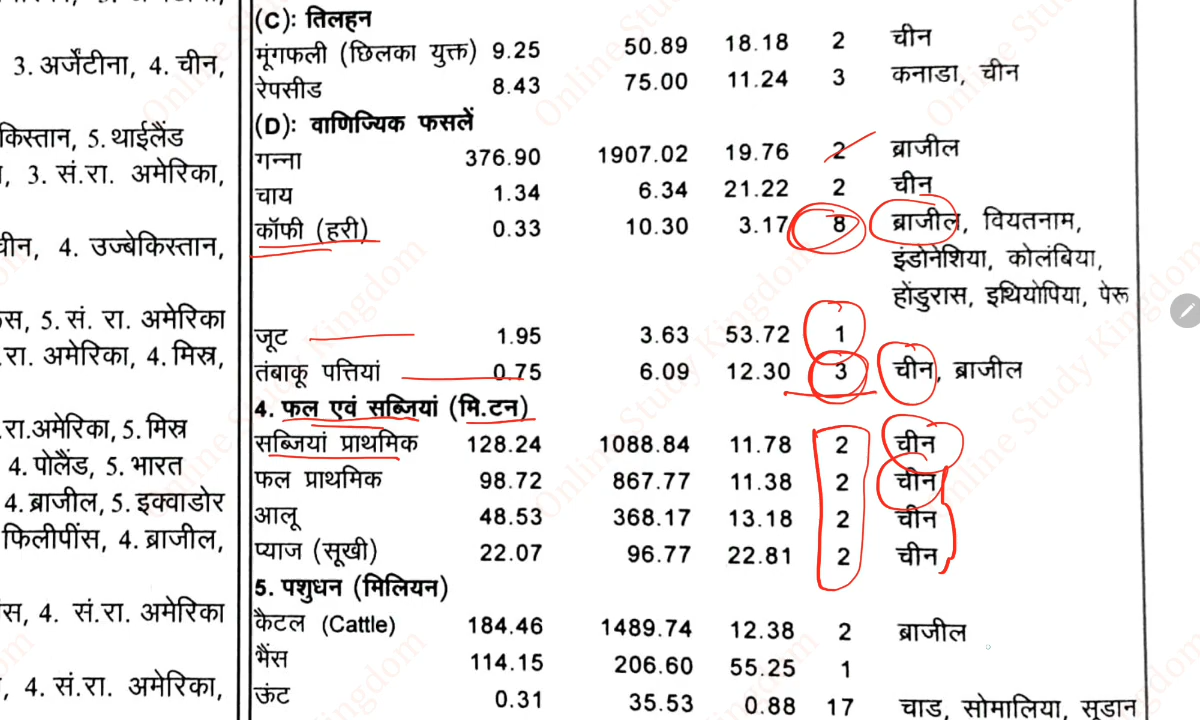 3. अर्जेंटीना, 4. चीन,
5. थाईलैंड
3. सं.रा. अमेरिका,
चीन, 4. उज्बेकिस्तान,
5. सं. रा. अमेरिका
.रा. अमेरिका, 4. मिस्र,
.रा.अमेरिका, 5. मिस्र
4. पोलैंड, 5. भारत
4. ब्राजील, 5. इक्वाडोर
फिलीपींस, 4. ब्राजील,
4. सं.रा. अमेरिका
, 4. सं.रा. अमेरिका,
(C): तिलहन
मूंगफली (छिलका युक्त) 9.25 50.89 18.18 2 चीन
रेपसीड 8.43 75.00 11.24 3 कनाडा, चीन
(D): वाणिज्यिक फसलें
गन्ना 376.90 1907.02 19.76 2 ब्राजील
चाय 1.34 6.34 21.22 2 चीन
कॉफी (हरी) 0.33 10.30 3.17 8 ब्राजील, वियतनाम,
इंडोनेशिया, कोलंबिया,
होंडुरास, इथियोपिया, पेरू
जूट 1.95 3.63 53.72 1
तंबाकू पत्तियां 0.75 6.09 12.30 3 चीन, ब्राजील
4. फल एवं सब्जियां (मि.टन)
सब्जियां प्राथमिक 128.24 1088.84 11.78 2 चीन
फल प्राथमिक 98.72 867.77 11.38 2 चीन
आलू 48.53 368.17 13.18 2 चीन
प्याज (सूखी) 22.07 96.77 22.81 2 चीन
5. पशुधन (मिलियन)
कैटल (Cattle) 184.46 1489.74 12.38 2 ब्राजील
भैंस 114.15 206.60 55.25 1
ऊंट 0.31 35.53 0.88 17 चाड, सोमालिया, सूडान
Online Study Kingdom